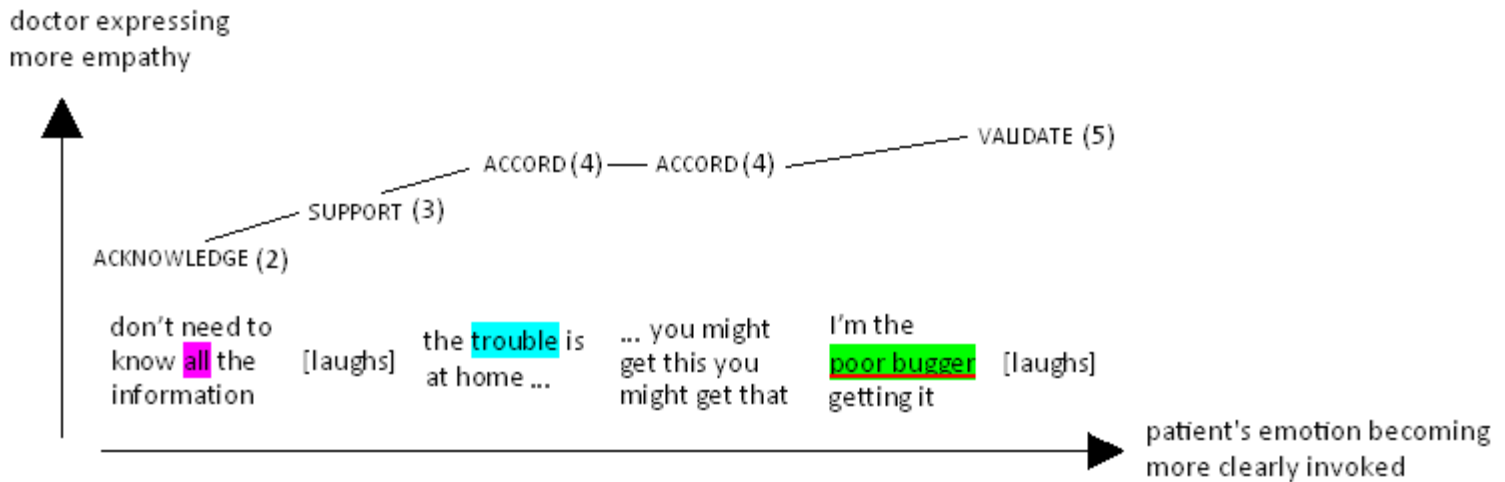 doctor expressing
more empathy
VALIDATE (5)
ACCORD (4)
ACCORD (4)
SUPPORT (3)
ACKNOWLEDGE (2)
don't need to
know all the
information
[laughs]
the trouble is
at home ...
... you might
get this you
might get that
I'm the
poor bugger
getting it
[laughs]
patient's emotion becoming
more clearly invoked